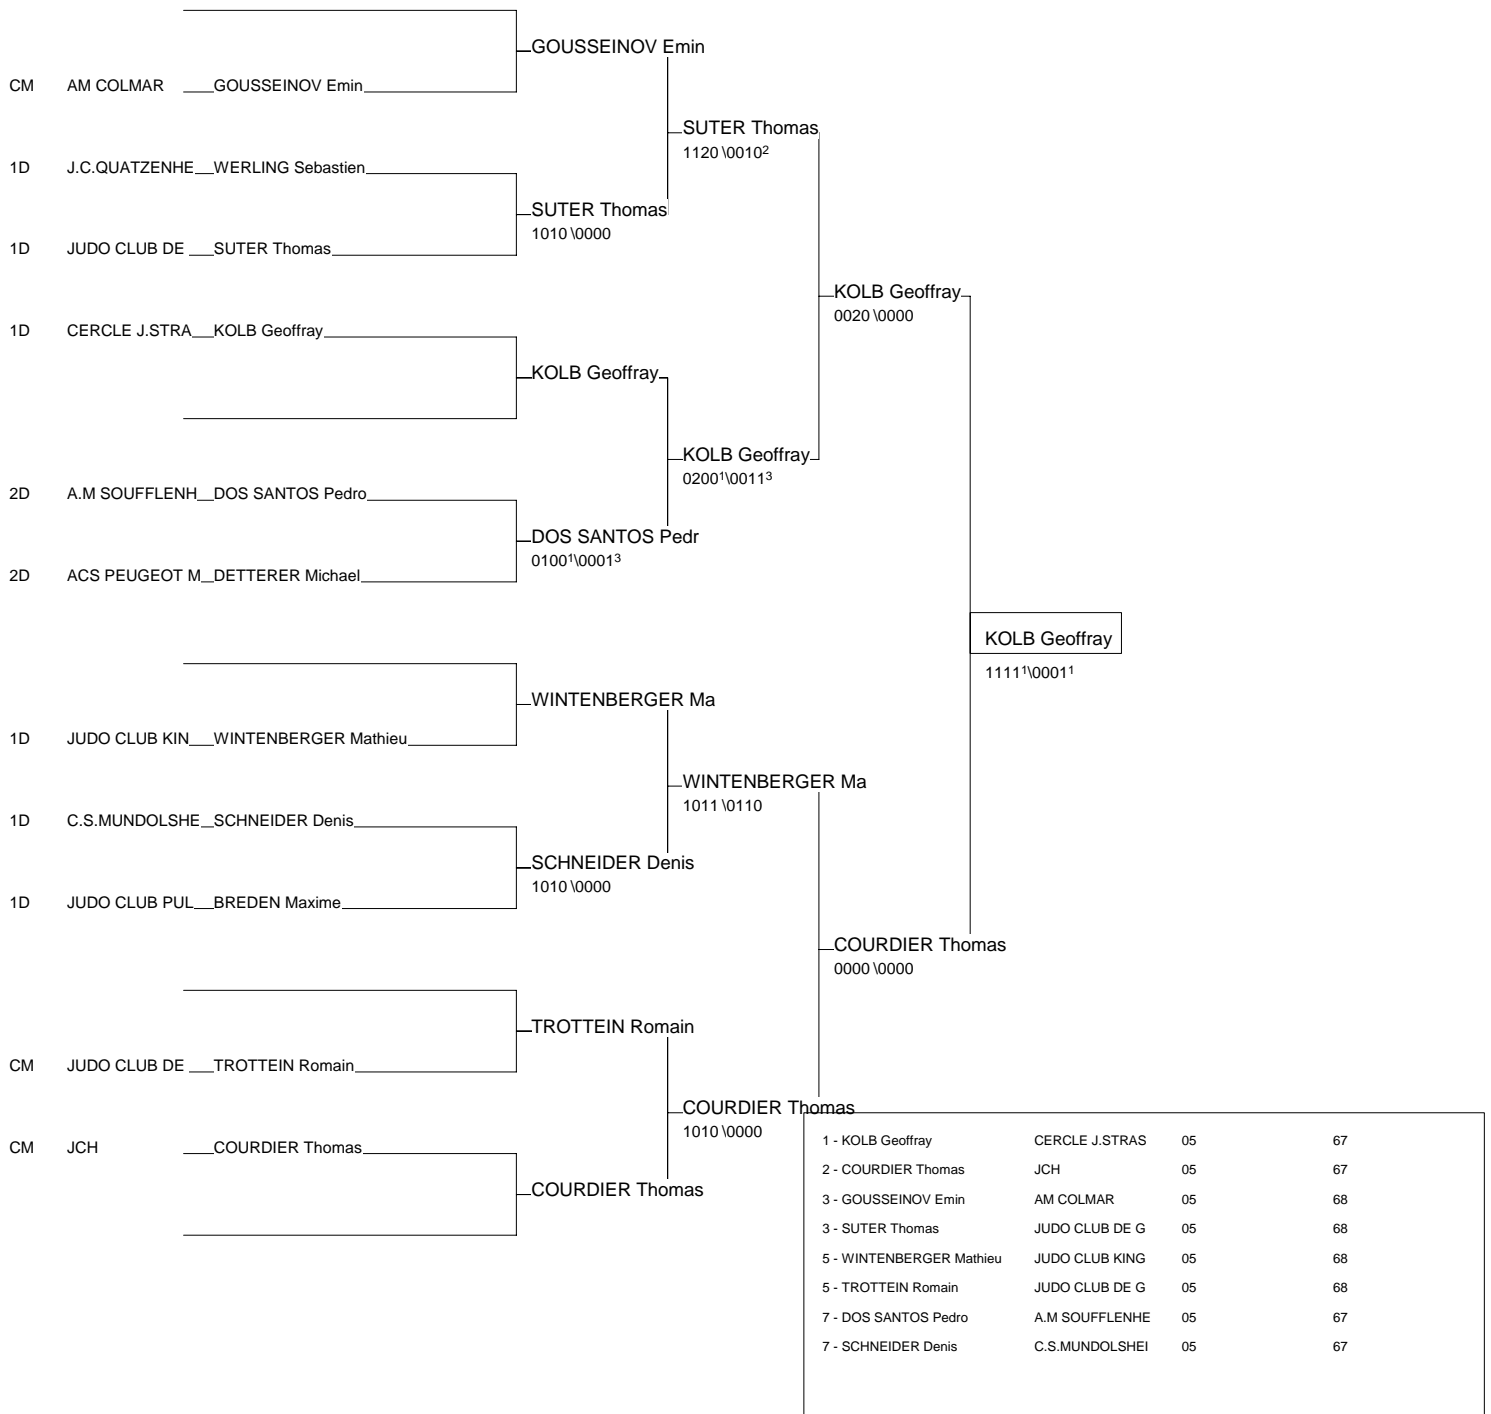 GOUSSEINOV Emin
CM AM COLMAR GOUSSEINOV Emin
SUTER Thomas
1120 \0010²
1D J.C.QUATZENHE WERLING Sebastien
SUTER Thomas
1010 \0000
1D JUDO CLUB DE SUTER Thomas
KOLB Geoffray
0020 \0000
1D CERCLE J.STRA KOLB Geoffray
KOLB Geoffray
KOLB Geoffray
0200¹\0011³
2D A.M SOUFFLENH DOS SANTOS Pedro
DOS SANTOS Pedr
0100¹\0001³
2D ACS PEUGEOT M DETTERER Michael
KOLB Geoffray
1111¹\0001¹
WINTENBERGER Ma
1D JUDO CLUB KIN WINTENBERGER Mathieu
WINTENBERGER Ma
1011 \0110
1D C.S.MUNDOLSHE SCHNEIDER Denis
SCHNEIDER Denis
1010 \0000
1D JUDO CLUB PUL BREDEN Maxime
COURDIER Thomas
0000 \0000
TROTTEIN Romain
CM JUDO CLUB DE TROTTEIN Romain
COURDIER Thomas
1010 \0000
CM JCH COURDIER Thomas
COURDIER Thomas
1 - KOLB Geoffray CERCLE J.STRAS 05 67
2 - COURDIER Thomas JCH 05 67
3 - GOUSSEINOV Emin AM COLMAR 05 68
3 - SUTER Thomas JUDO CLUB DE G 05 68
5 - WINTENBERGER Mathieu JUDO CLUB KING 05 68
5 - TROTTEIN Romain JUDO CLUB DE G 05 68
7 - DOS SANTOS Pedro A.M SOUFFLENHE 05 67
7 - SCHNEIDER Denis C.S.MUNDOLSHEI 05 67